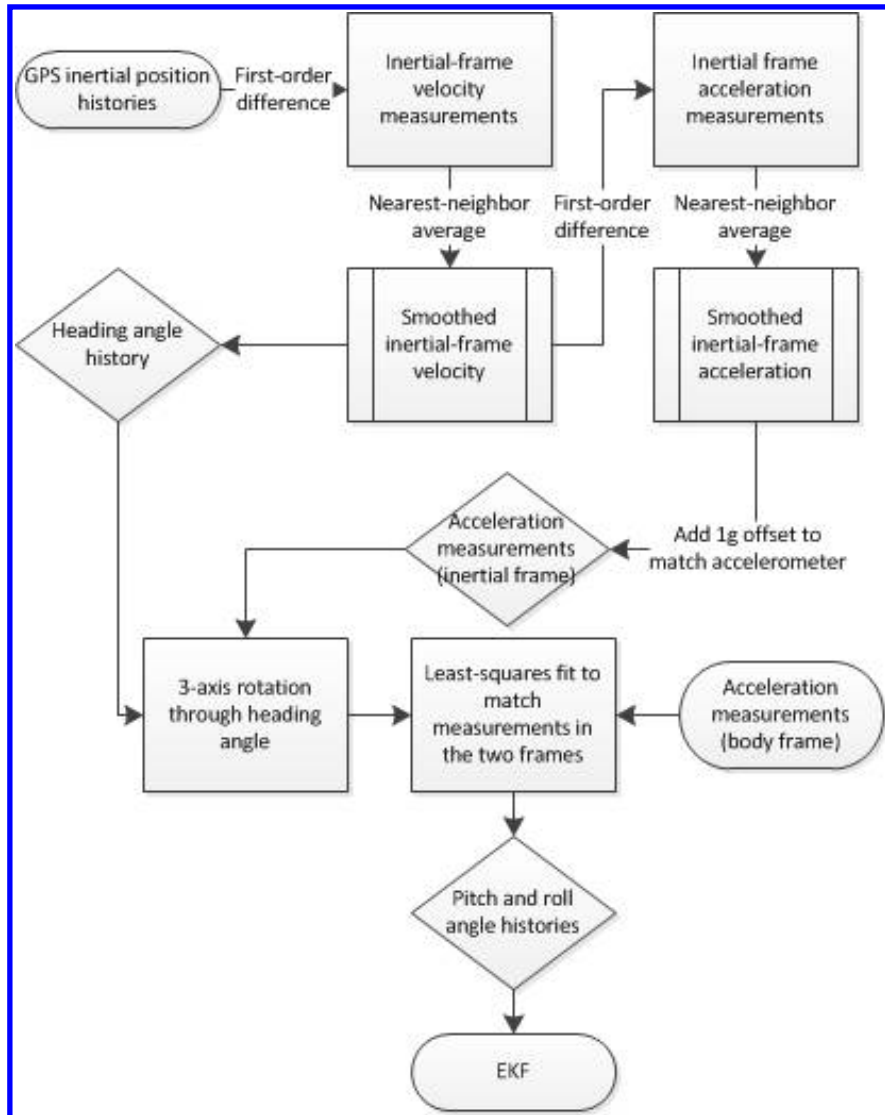 GPS inertial position
histories
First-order
difference
Inertial-frame
velocity
measurements
Inertial frame
acceleration
measurements
Nearest-neighbor
average
First-order
difference
Nearest-neighbor
average
Heading angle
history
Smoothed
inertial-frame
velocity
Smoothed
inertial-frame
acceleration
Acceleration
measurements
(inertial frame)
Add 1g offset to
match accelerometer
3-axis rotation
through heading
angle
Least-squares fit to
match
measurements in
the two frames
Acceleration
measurements
(body frame)
Pitch and roll
angle histories
EKF